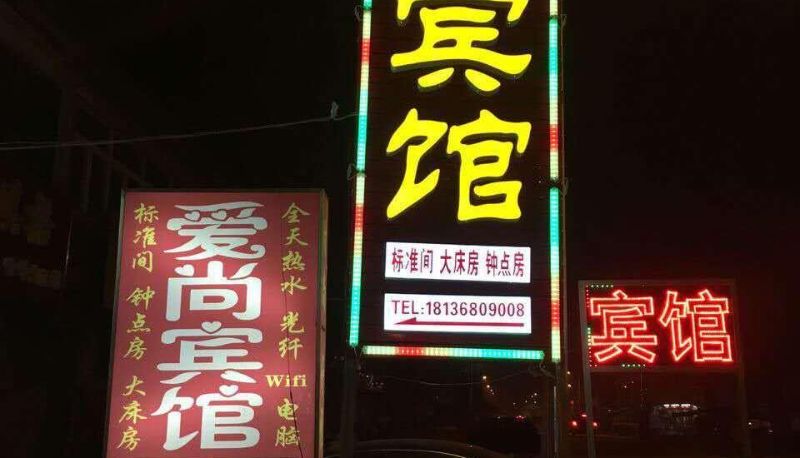 爱尚宾馆
标准间 钟点房 大床房
全天热水 光纤 Wifi 电脑
宾馆
标准间 大床房 钟点房
TEL:18136809008
宾馆